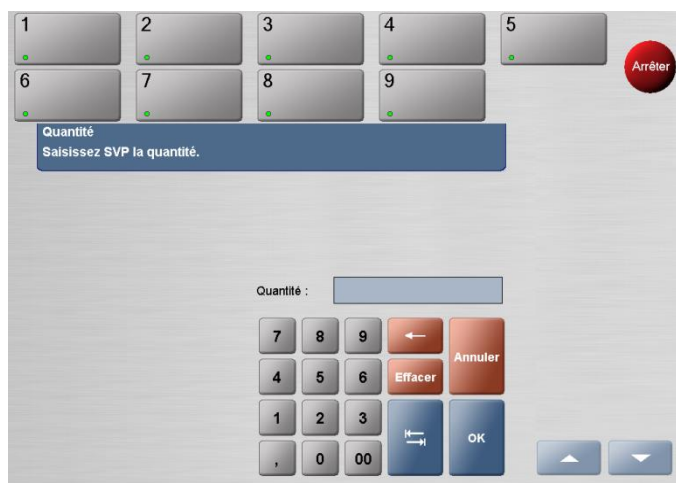 1 2 3 4 5
Arrêter
6 7 8 9
Quantité
Saisissez SVP la quantité.
Quantité :
7 8 9
Annuler
4 5 6 Effacer
1 2 3
OK
, 0 00